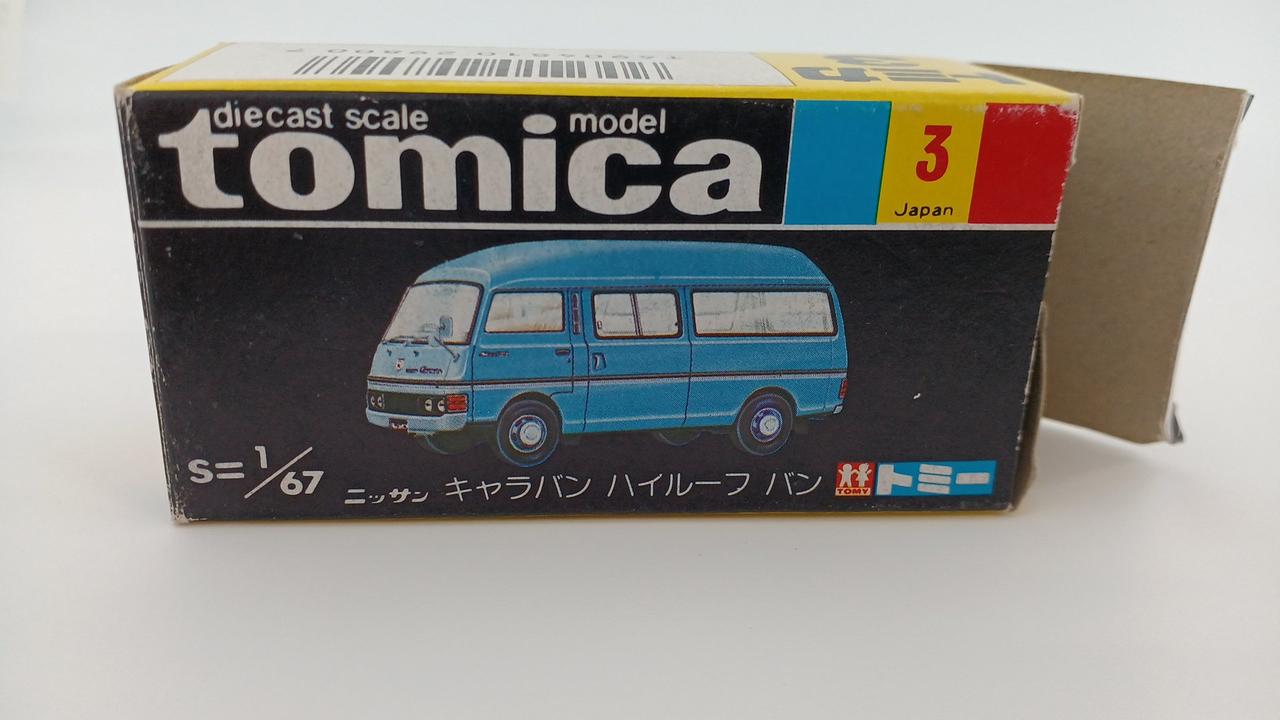 diecast scale model
tomica
3
Japan
S=1/67
ニッサン キャラバン ハイルーフ バン
TOMY
トミー